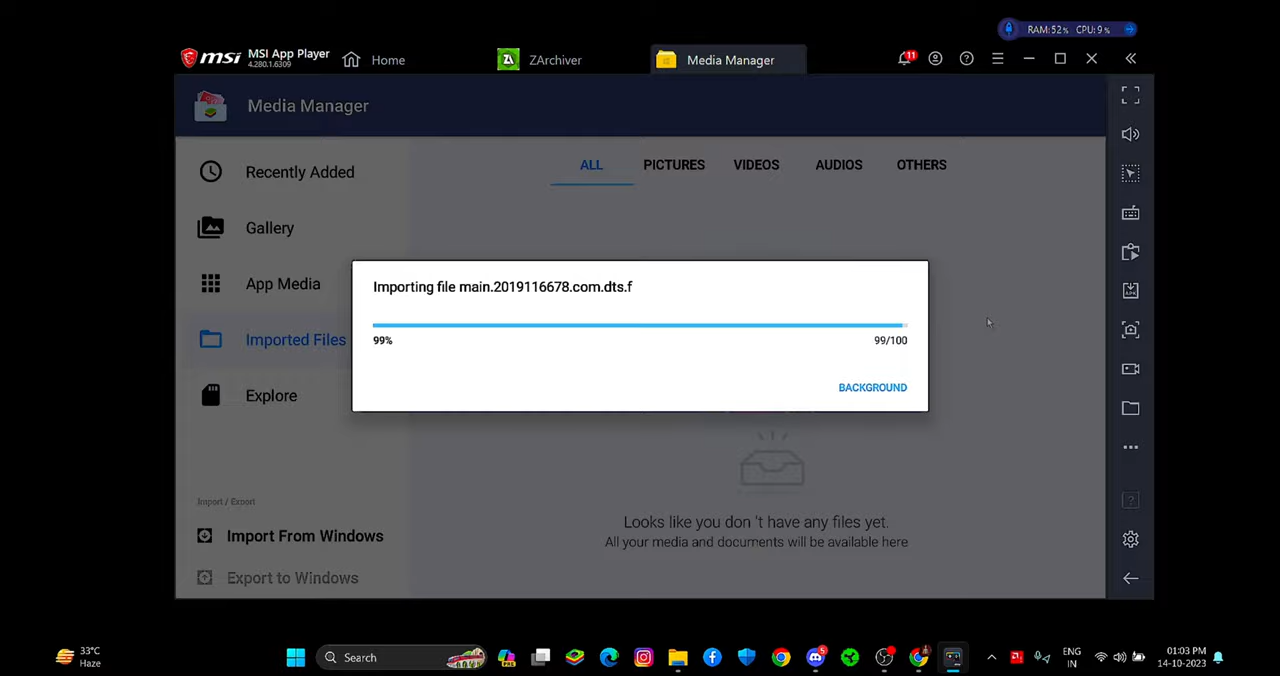 RAM:52% CPU: 9%
msi MSI App Player
4.280.1.6309
Home
ZArchiver
Media Manager
11
Media Manager
ALL
PICTURES
VIDEOS
AUDIOS
OTHERS
Recently Added
Gallery
App Media
Imported Files
Explore
Importing file main.2019116678.com.dts.f
99%
99/100
BACKGROUND
Import / Export
Import From Windows
Export to Windows
Looks like you don 't have any files yet.
All your media and documents will be available here
33°C
Haze
Search
5
ENG
IN
01:03 PM
14-10-2023